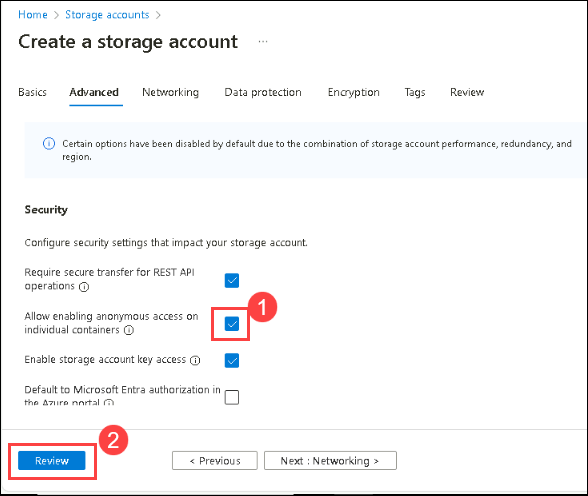 Home > Storage accounts >
Create a storage account ...
Basics Advanced Networking Data protection Encryption Tags Review
Certain options have been disabled by default due to the combination of storage account performance, redundancy, and
region.
Security
Configure security settings that impact your storage account.
Require secure transfer for REST API
operations
1
Allow enabling anonymous access on
individual containers
Enable storage account key access
Default to Microsoft Entra authorization in
the Azure portal
2
Review < Previous Next : Networking >